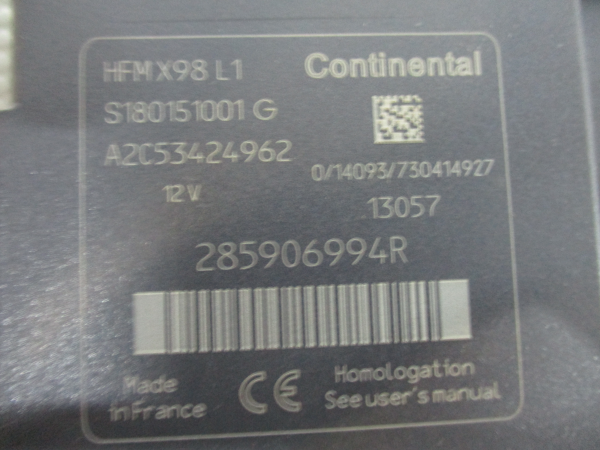 HFM X98 L1
Continental
S180151001 G
A2C53424962
0/14093/730414927
12V
13057
285906994R
Made
in France
CE
Homologation
See user's manual